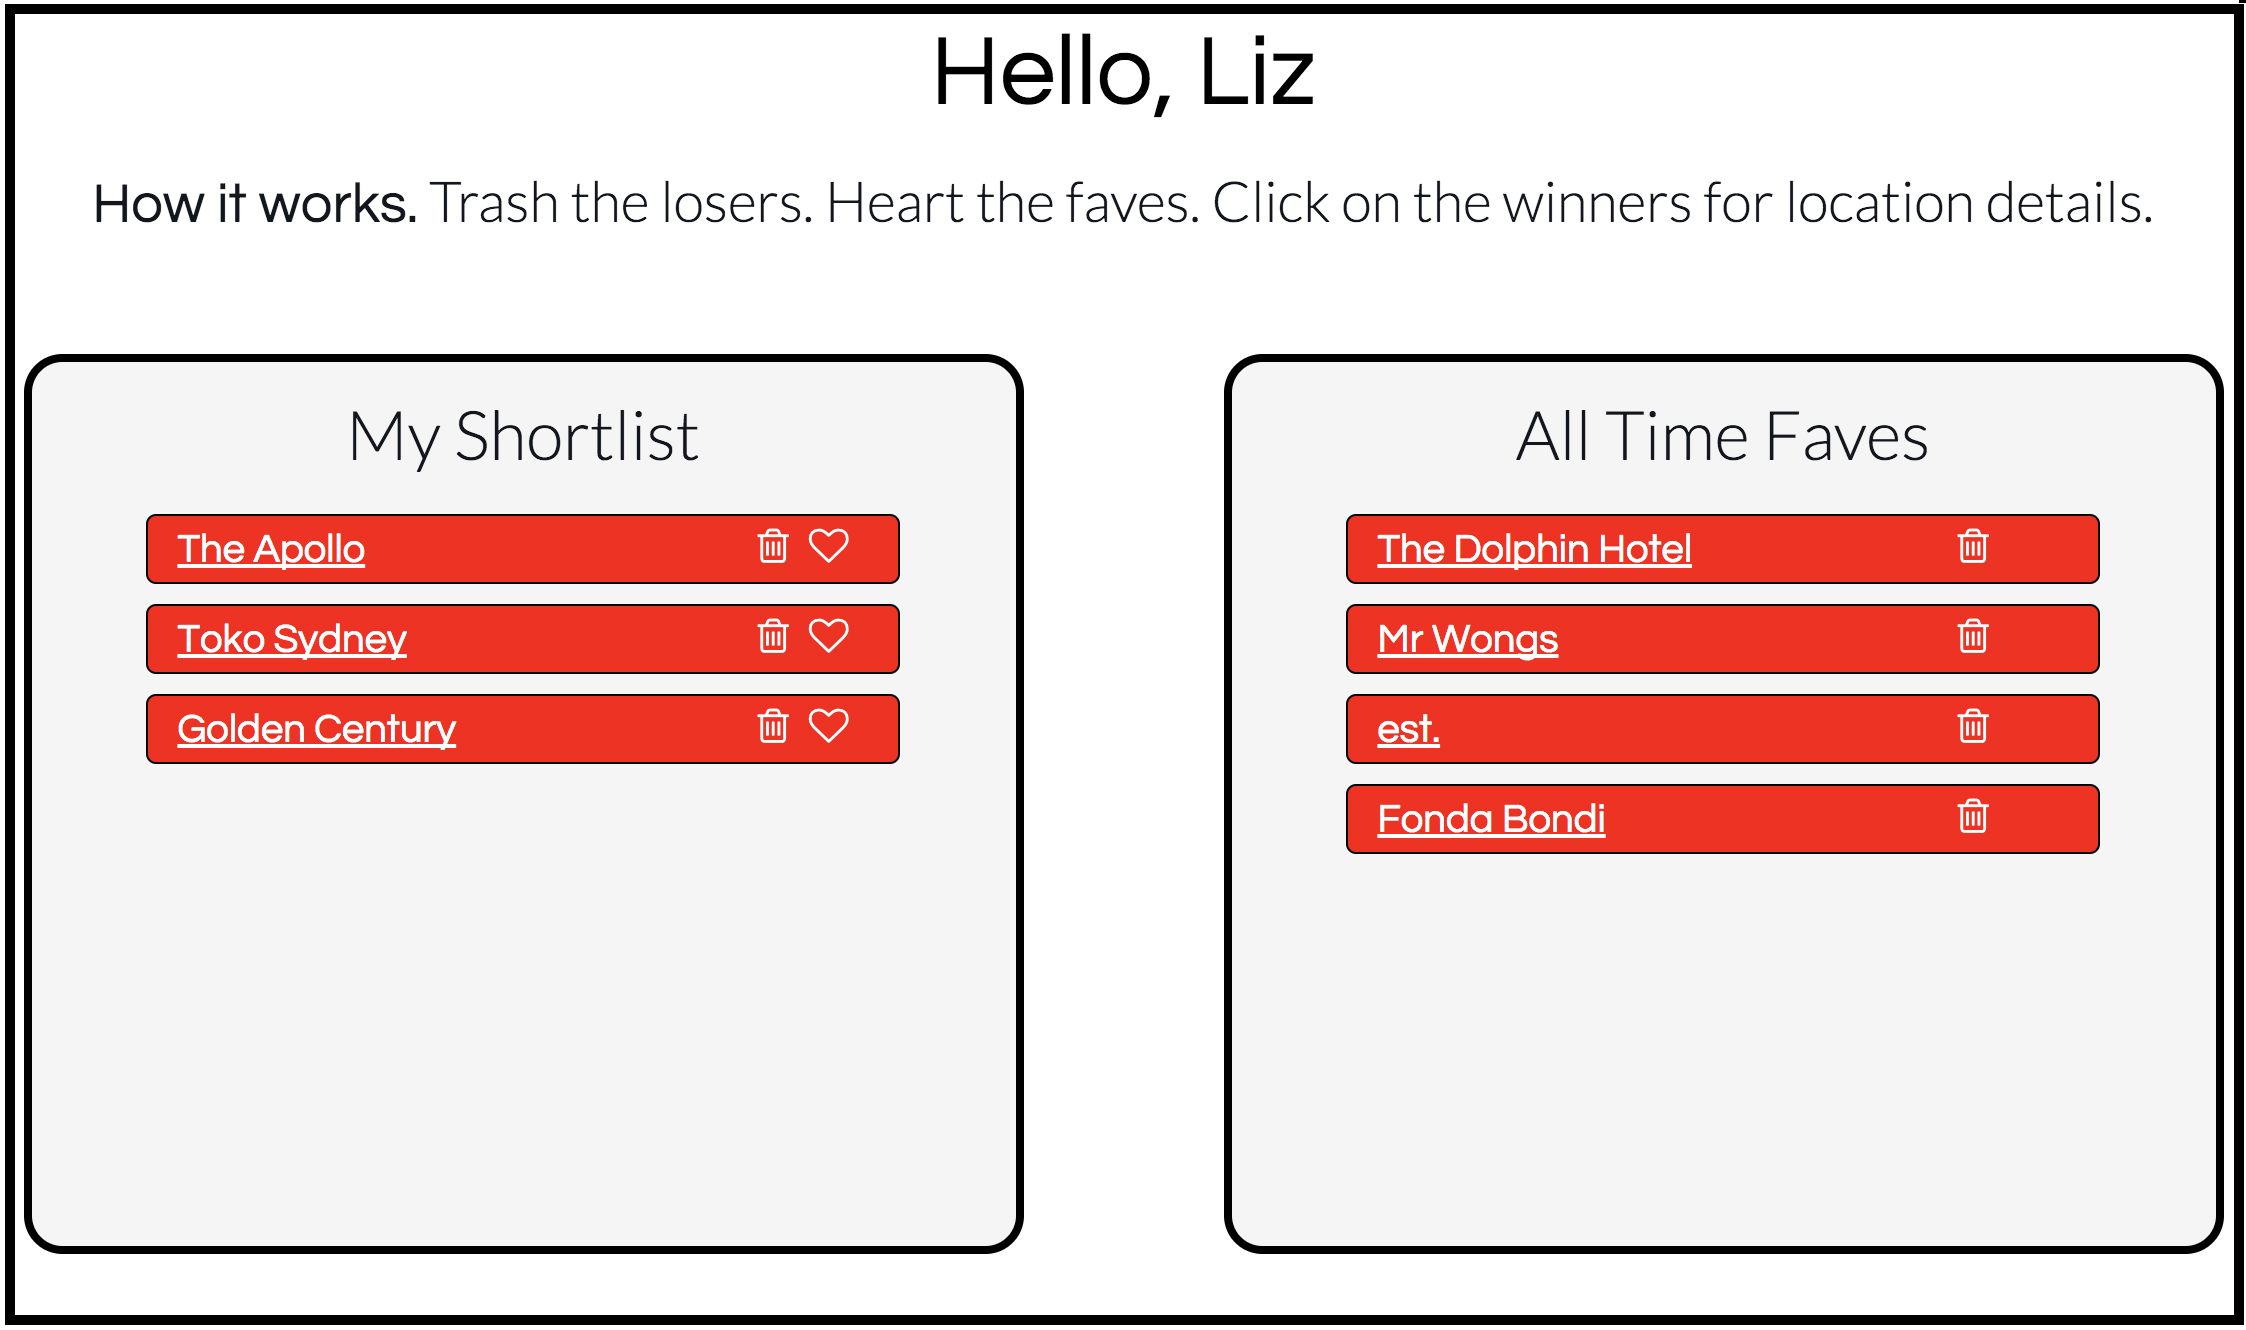 Hello, Liz
How it works. Trash the losers. Heart the faves. Click on the winners for location details.
My Shortlist
The Apollo
Toko Sydney
Golden Century
All Time Faves
The Dolphin Hotel
Mr Wongs
est.
Fonda Bondi